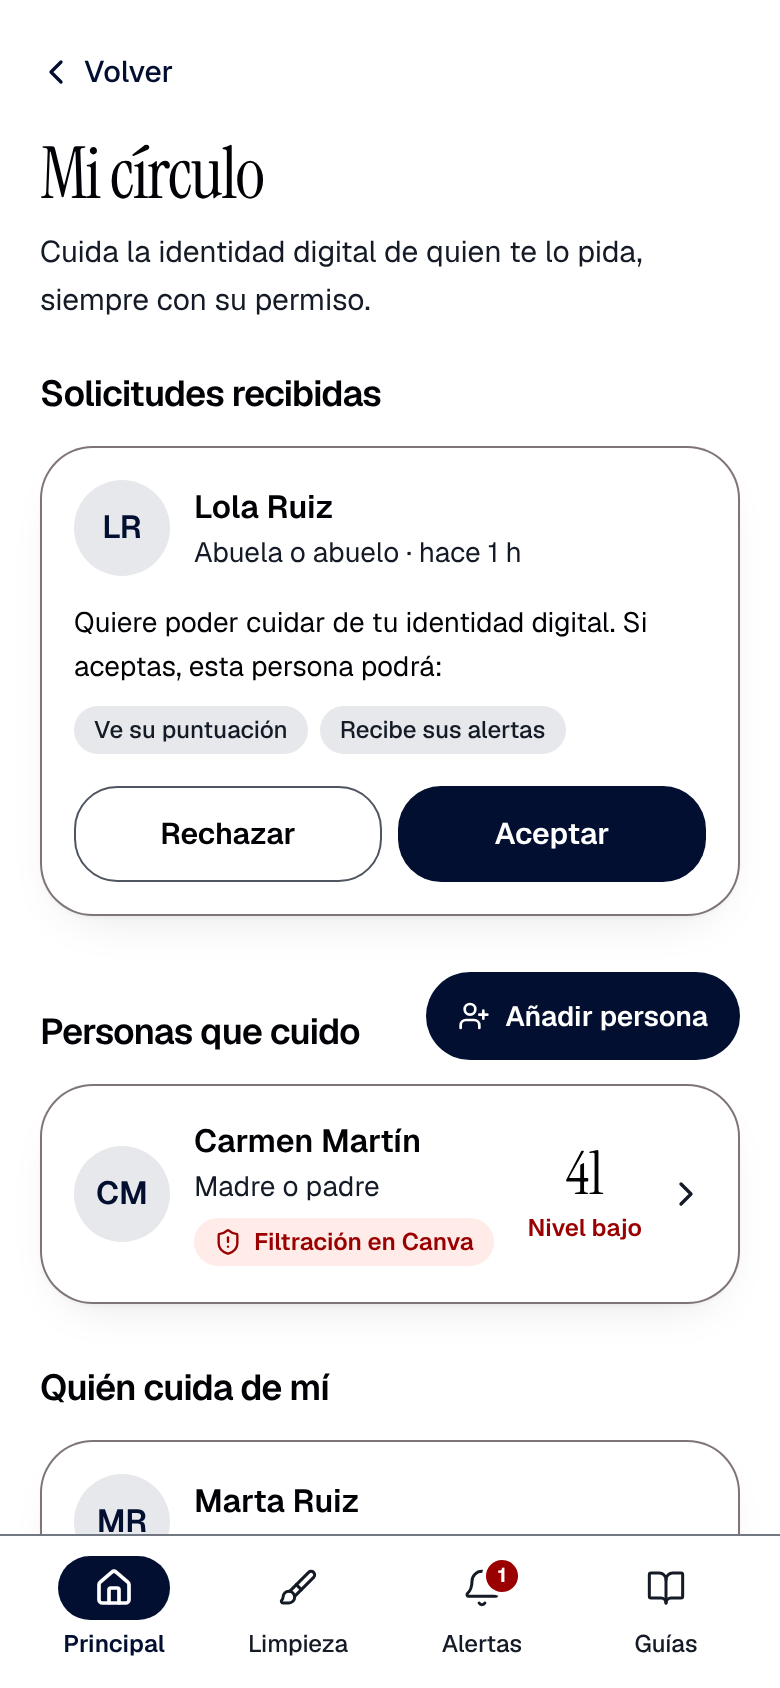 Volver
Mi círculo
Cuida la identidad digital de quien te lo pida,
siempre con su permiso.
Solicitudes recibidas
LR
Lola Ruiz
Abuela o abuelo · hace 1 h
Quiere poder cuidar de tu identidad digital. Si
aceptas, esta persona podrá:
Ve su puntuación
Recibe sus alertas
Rechazar
Aceptar
Personas que cuido
Añadir persona
CM
Carmen Martín
Madre o padre
Filtración en Canva
41
Nivel bajo
Quién cuida de mí
MR
Marta Ruiz
1
Principal
Limpieza
Alertas
Guías